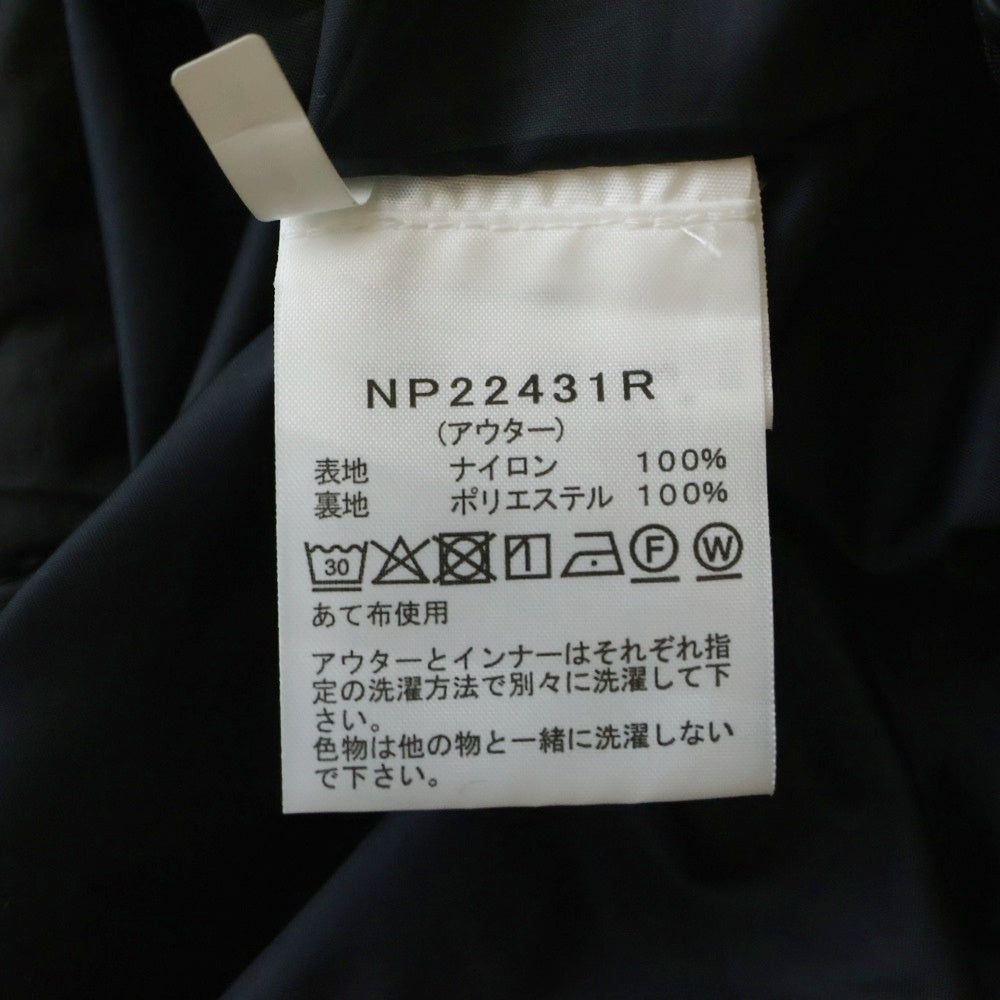 NP22431R
(アウター)
表地 ナイロン 100%
裏地 ポリエステル 100%
30 F W
あて布使用
アウターとインナーはそれぞれ指
定の洗濯方法で別々に洗濯して下
さい。
色物は他の物と一緒に洗濯しない
で下さい。